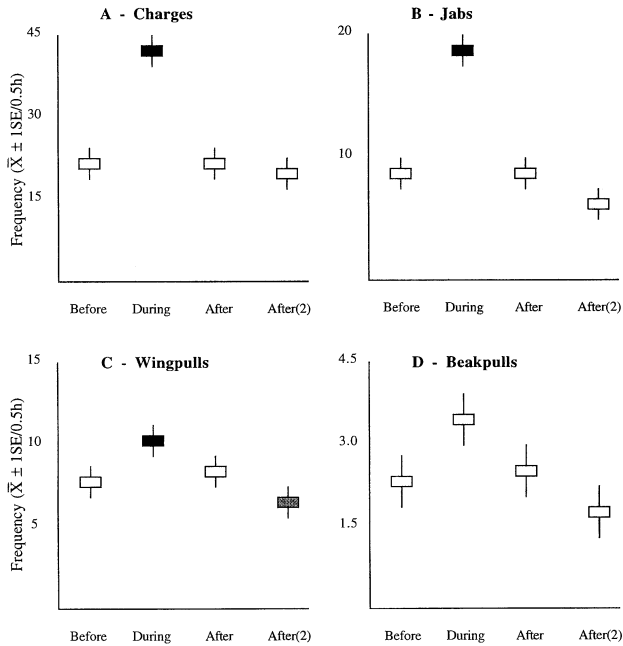 A - Charges
45
30
15
Frequency (X̅ ± 1SE/0.5h)
Before During After After(2)
B - Jabs
20
10
Before During After After(2)
C - Wingpulls
15
10
5
Frequency (X̅ ± 1SE/0.5h)
Before During After After(2)
D - Beakpulls
4.5
3.0
1.5
Before During After After(2)